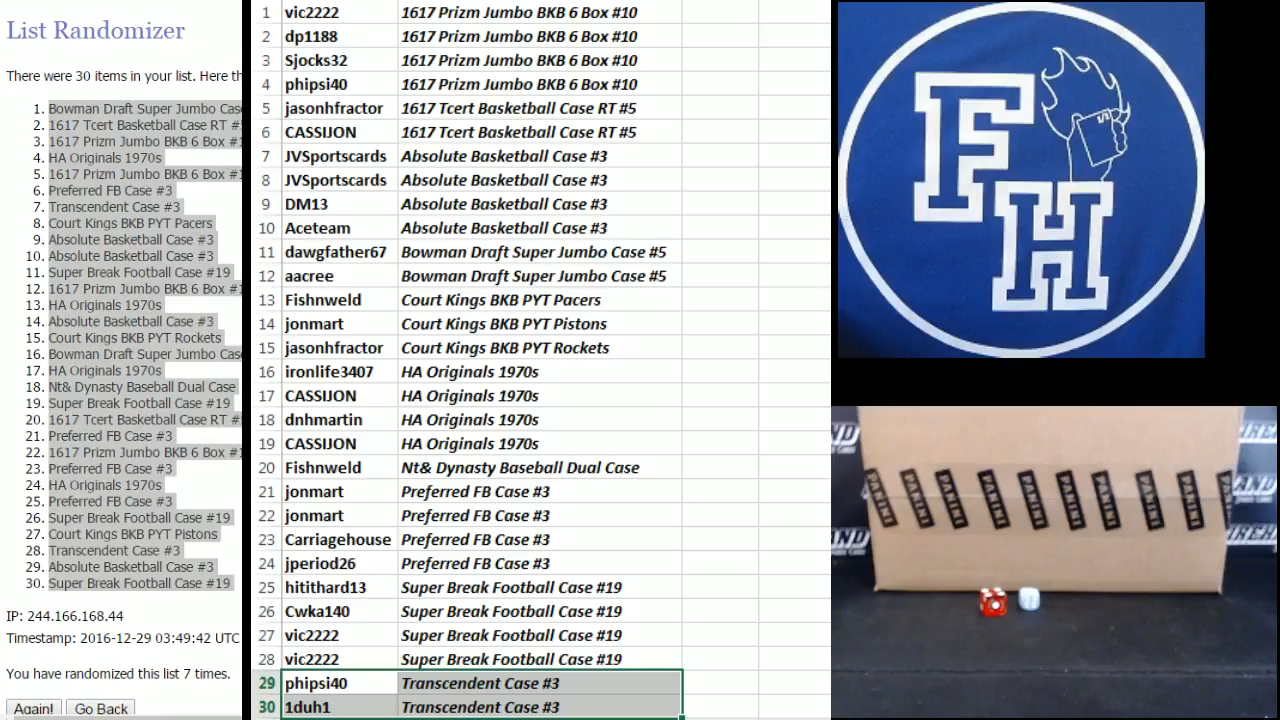 List Randomizer
There were 30 items in your list. Here th
1. Bowman Draft Super Jumbo Cas
2. 1617 Tcert Basketball Case RT #
3. 1617 Prizm Jumbo BKB 6 Box #1
4. HA Originals 1970s
5. 1617 Prizm Jumbo BKB 6 Box #1
6. Preferred FB Case #3
7. Transcendent Case #3
8. Court Kings BKB PYT Pacers
9. Absolute Basketball Case #3
10. Absolute Basketball Case #3
11. Super Break Football Case #19
12. 1617 Prizm Jumbo BKB 6 Box #1
13. HA Originals 1970s
14. Absolute Basketball Case #3
15. Court Kings BKB PYT Rockets
16. Bowman Draft Super Jumbo Cas
17. HA Originals 1970s
18. Nt& Dynasty Baseball Dual Case
19. Super Break Football Case #19
20. 1617 Tcert Basketball Case RT #
21. Preferred FB Case #3
22. 1617 Prizm Jumbo BKB 6 Box #1
23. Preferred FB Case #3
24. HA Originals 1970s
25. Preferred FB Case #3
26. Super Break Football Case #19
27. Court Kings BKB PYT Pistons
28. Transcendent Case #3
29. Absolute Basketball Case #3
30. Super Break Football Case #19
IP: 244.166.168.44
Timestamp: 2016-12-29 03:49:42 UTC
You have randomized this list 7 times.
Again! Go Back
1 vic2222 1617 Prizm Jumbo BKB 6 Box #10
2 dp1188 1617 Prizm Jumbo BKB 6 Box #10
3 Sjocks32 1617 Prizm Jumbo BKB 6 Box #10
4 phipsi40 1617 Prizm Jumbo BKB 6 Box #10
5 jasonhfractor 1617 Tcert Basketball Case RT #5
6 CASSIJON 1617 Tcert Basketball Case RT #5
7 JVSportscards Absolute Basketball Case #3
8 JVSportscards Absolute Basketball Case #3
9 DM13 Absolute Basketball Case #3
10 Aceteam Absolute Basketball Case #3
11 dawgfather67 Bowman Draft Super Jumbo Case #5
12 aacree Bowman Draft Super Jumbo Case #5
13 Fishnweld Court Kings BKB PYT Pacers
14 jonmart Court Kings BKB PYT Pistons
15 jasonhfractor Court Kings BKB PYT Rockets
16 ironlife3407 HA Originals 1970s
17 CASSIJON HA Originals 1970s
18 dnhmartin HA Originals 1970s
19 CASSIJON HA Originals 1970s
20 Fishnweld Nt& Dynasty Baseball Dual Case
21 jonmart Preferred FB Case #3
22 jonmart Preferred FB Case #3
23 Carriagehouse Preferred FB Case #3
24 jperiod26 Preferred FB Case #3
25 hitithard13 Super Break Football Case #19
26 Cwka140 Super Break Football Case #19
27 vic2222 Super Break Football Case #19
28 vic2222 Super Break Football Case #19
29 phipsi40 Transcendent Case #3
30 1duh1 Transcendent Case #3
F H
1/1
PANINI PANINI PANINI PANINI PANINI PANINI PANINI PANINI PANINI PANINI